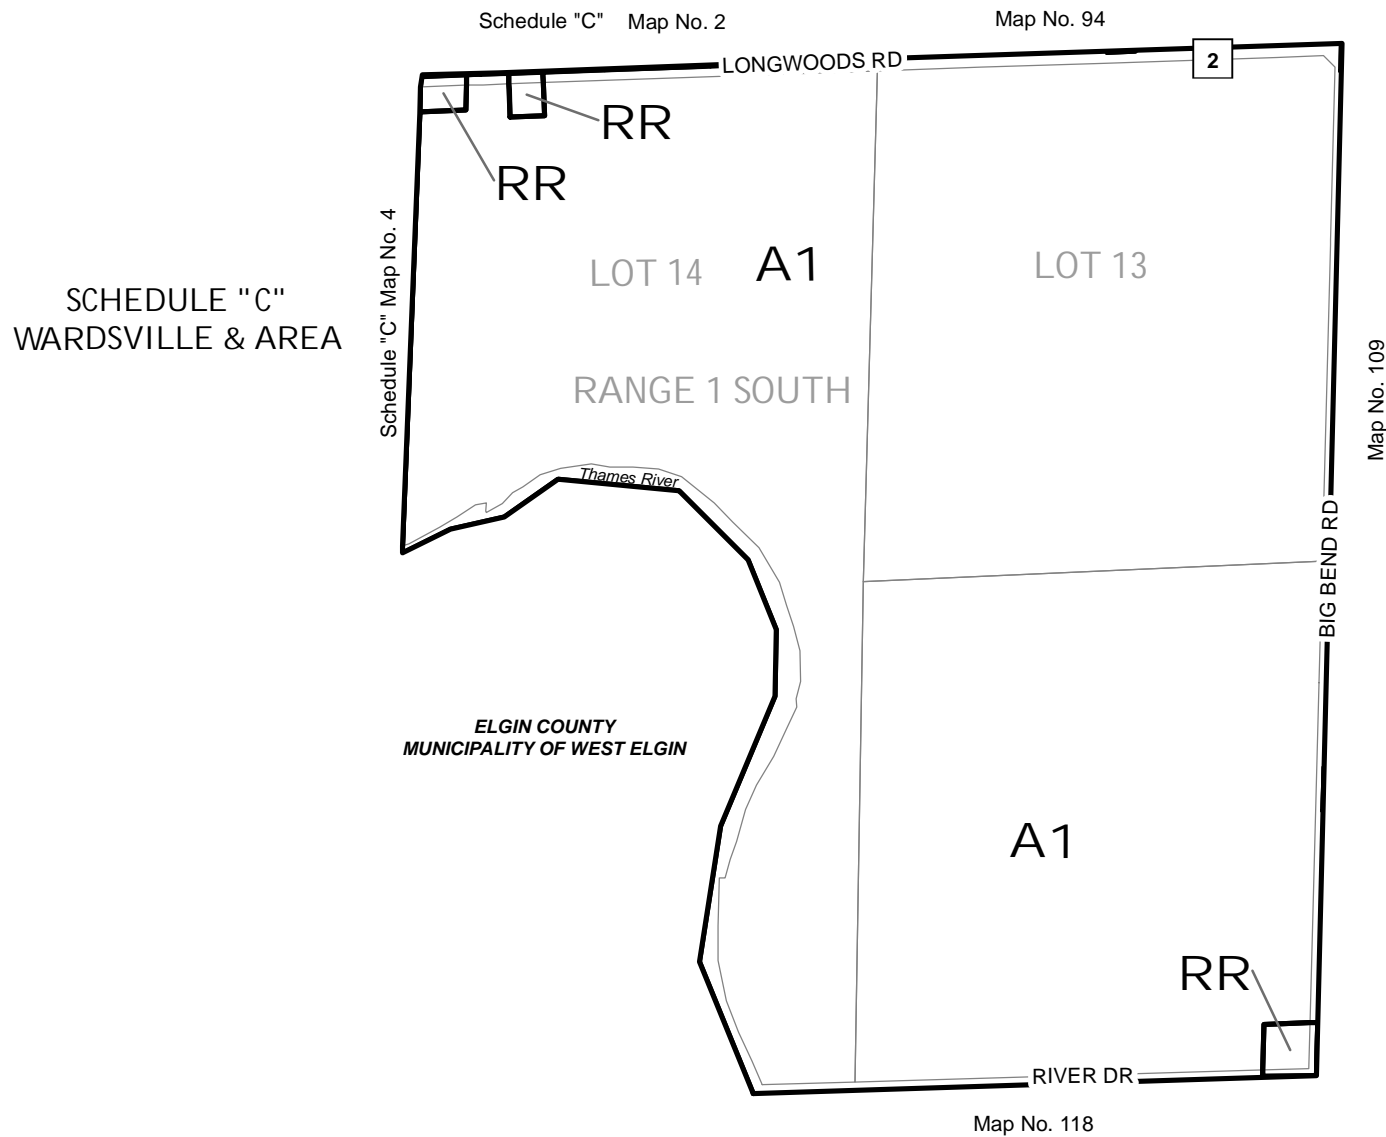 Schedule "C" Map No. 2
Map No. 94
LONGWOODS RD
2
RR
RR
Schedule "C" Map No. 4
A1
LOT 14
LOT 13
SCHEDULE "C"
WARDSVILLE & AREA
RANGE 1 SOUTH
Map No. 109
Thames River
BIG BEND RD
ELGIN COUNTY
MUNICIPALITY OF WEST ELGIN
A1
RR
RIVER DR
Map No. 118